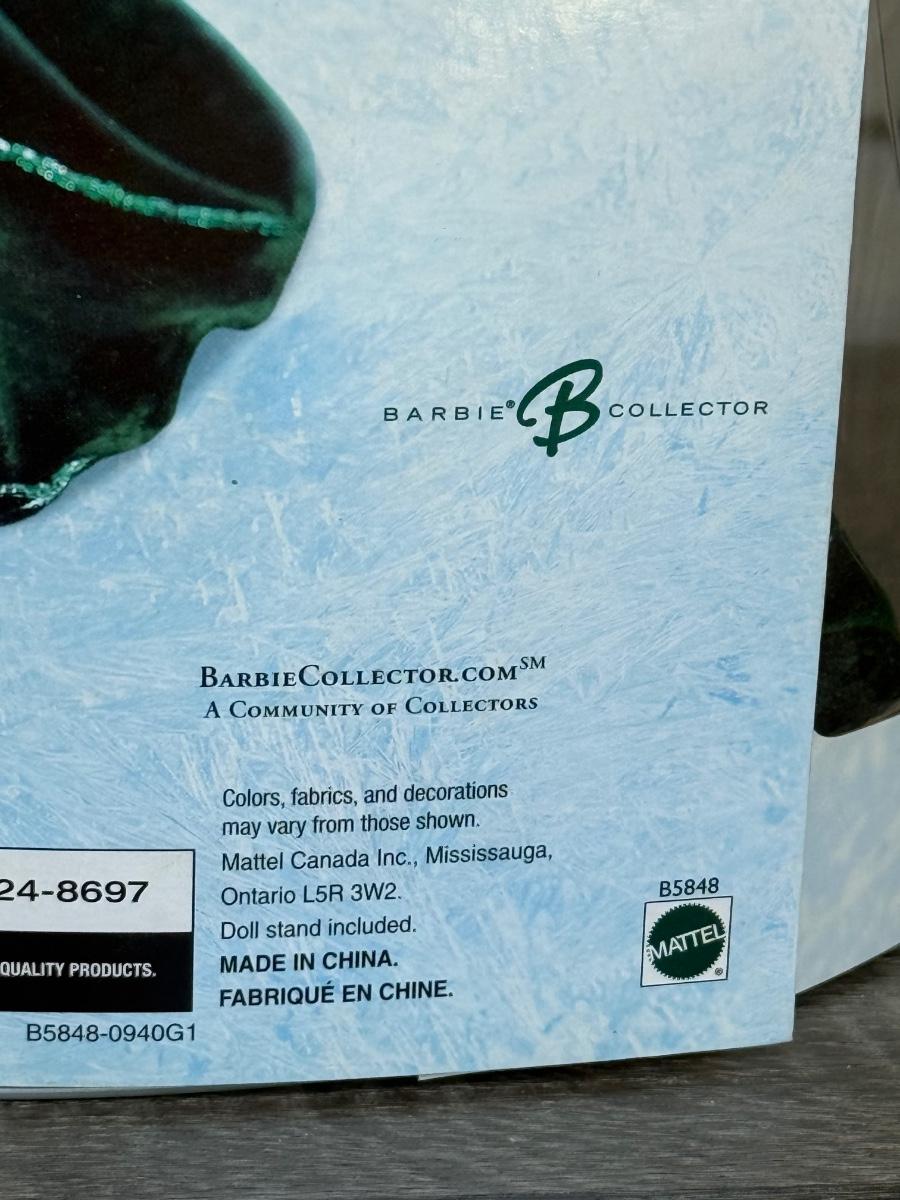 BARBIE® B COLLECTOR
BARBIECOLLECTOR.COM℠
A COMMUNITY OF COLLECTORS
Colors, fabrics, and decorations
may vary from those shown.
Mattel Canada Inc., Mississauga,
Ontario L5R 3W2.
Doll stand included.
MADE IN CHINA.
FABRIQUÉ EN CHINE.
24-8697
QUALITY PRODUCTS.
B5848-0940G1
B5848
MATTEL®